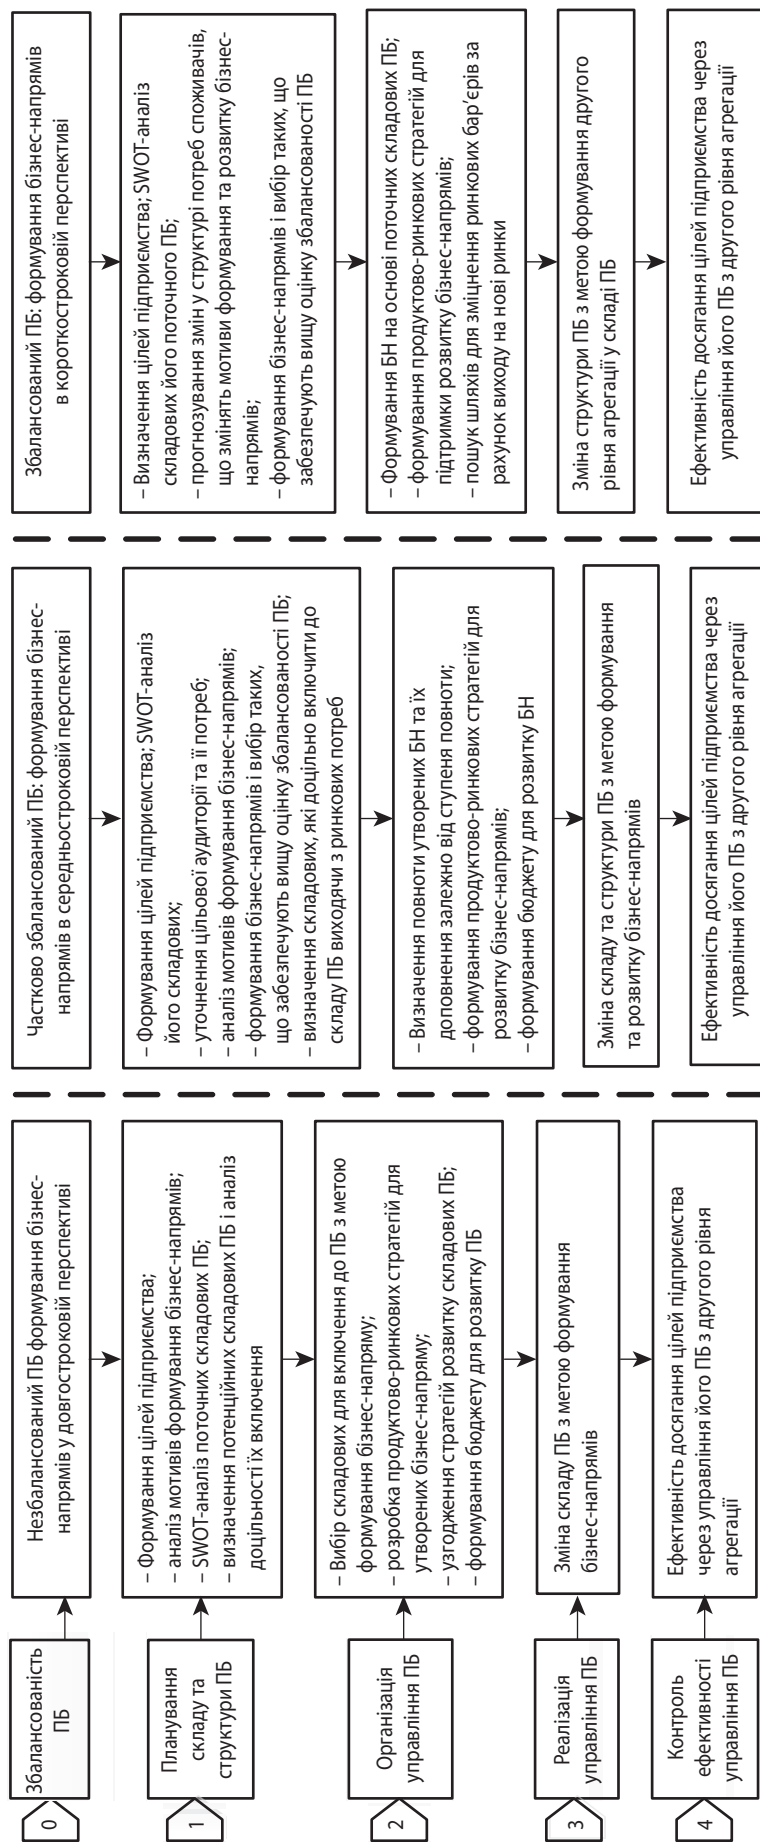 0
Збалансованість
ПБ
Незбалансований ПБ формування бізнес-
напрямів у довгостроковій перспективі
Частково збалансований ПБ: формування бізнес-
напрямів в середньостроковій перспективі
Збалансований ПБ: формування бізнес-напрямів
в короткостроковій перспективі
1
Планування
складу та
структури ПБ
– Формування цілей підприємства;
– аналіз мотивів формування бізнес-напрямів;
– SWOT-аналіз поточних складових ПБ;
– визначення потенційних складових ПБ і аналіз
доцільності їх включення
– Формування цілей підприємства; SWOT-аналіз
його складових;
– уточнення цільової аудиторії та її потреб;
– аналіз мотивів формування бізнес-напрямів;
– формування бізнес-напрямів і вибір таких,
що забезпечують вищу оцінку збалансованості ПБ;
– визначення складових, які доцільно включити до
складу ПБ виходячи з ринкових потреб
– Визначення цілей підприємства; SWOT-аналіз
складових його поточного ПБ;
– прогнозування змін у структурі потреб споживачів,
що змінять мотиви формування та розвитку бізнес-
напрямів;
– формування бізнес-напрямів і вибір таких, що
забезпечують вищу оцінку збалансованості ПБ
2
Організація
управління ПБ
– Вибір складових для включення до ПБ з метою
формування бізнес-напряму;
– розробка продуктово-ринкових стратегій для
утворених бізнес-напряму;
– узгодження стратегій розвитку складових ПБ;
– формування бюджету для розвитку ПБ
– Визначення повноти утворених БН та їх
доповнення залежно від ступеня повноти;
– формування продуктово-ринкових стратегій для
розвитку бізнес-напрямів;
– формування бюджету для розвитку БН
– Формування БН на основі поточних складових ПБ;
– формування продуктово-ринкових стратегій для
підтримки розвитку бізнес-напрямів;
– пошук шляхів для зміцнення ринкових бар’єрів за
рахунок виходу на нові ринки
3
Реалізація
управління ПБ
Зміна складу ПБ з метою формування
бізнес-напрямів
Зміна складу та структури ПБ з метою формування
та розвитку бізнес-напрямів
Зміна структури ПБ з метою формування другого
рівня агрегації у складі ПБ
4
Контроль
ефективності
управління ПБ
Ефективність досягання цілей підприємства
через управління його ПБ з другого рівня
агрегації
Ефективність досягання цілей підприємства через
управління його ПБ з другого рівня агрегації
Ефективність досягання цілей підприємства через
управління його ПБ з другого рівня агрегації